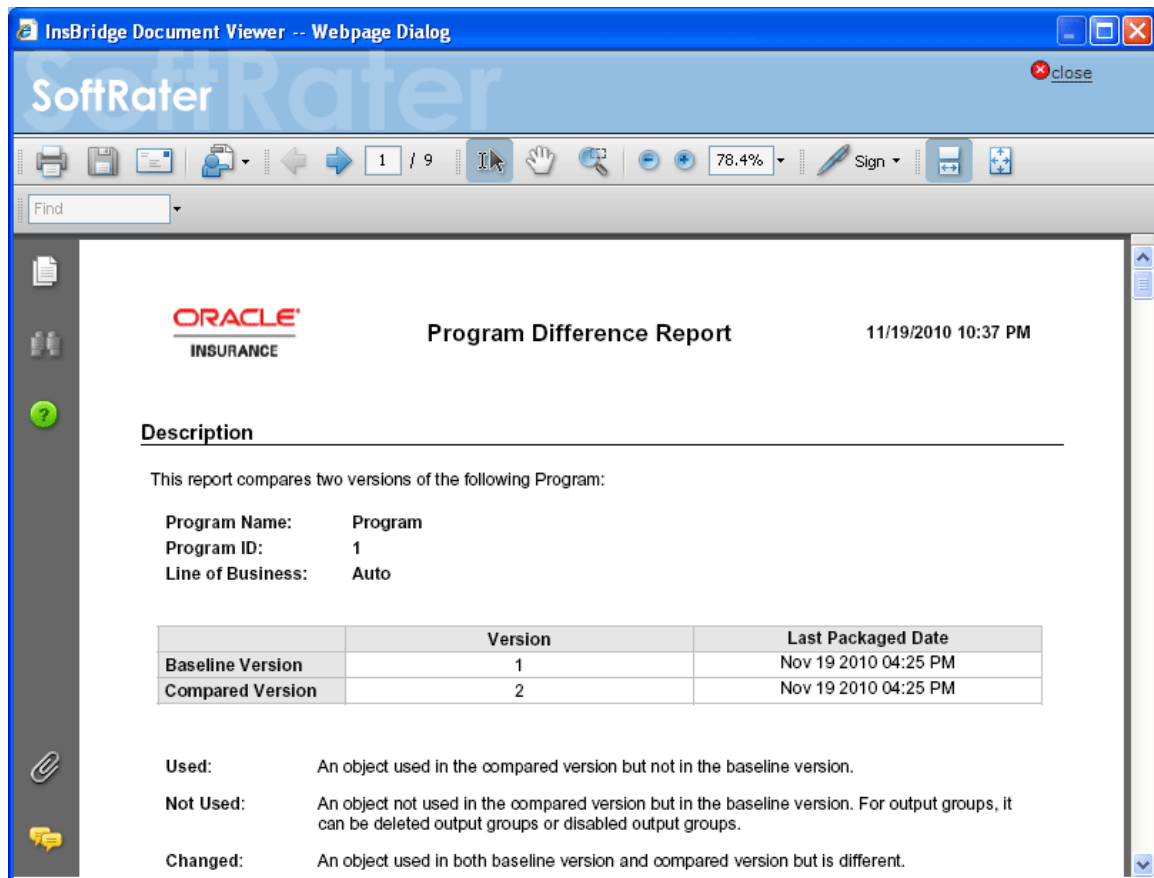 InsBridge Document Viewer -- Webpage Dialog
SoftRater
SoftRater
close
1 / 9
78.4%
Sign
Find
ORACLE
INSURANCE
Program Difference Report
11/19/2010 10:37 PM
Description
This report compares two versions of the following Program:
Program Name: Program
Program ID: 1
Line of Business: Auto
Version Last Packaged Date
Baseline Version 1 Nov 19 2010 04:25 PM
Compared Version 2 Nov 19 2010 04:25 PM
Used: An object used in the compared version but not in the baseline version.
Not Used: An object not used in the compared version but in the baseline version. For output groups, it
can be deleted output groups or disabled output groups.
Changed: An object used in both baseline version and compared version but is different.